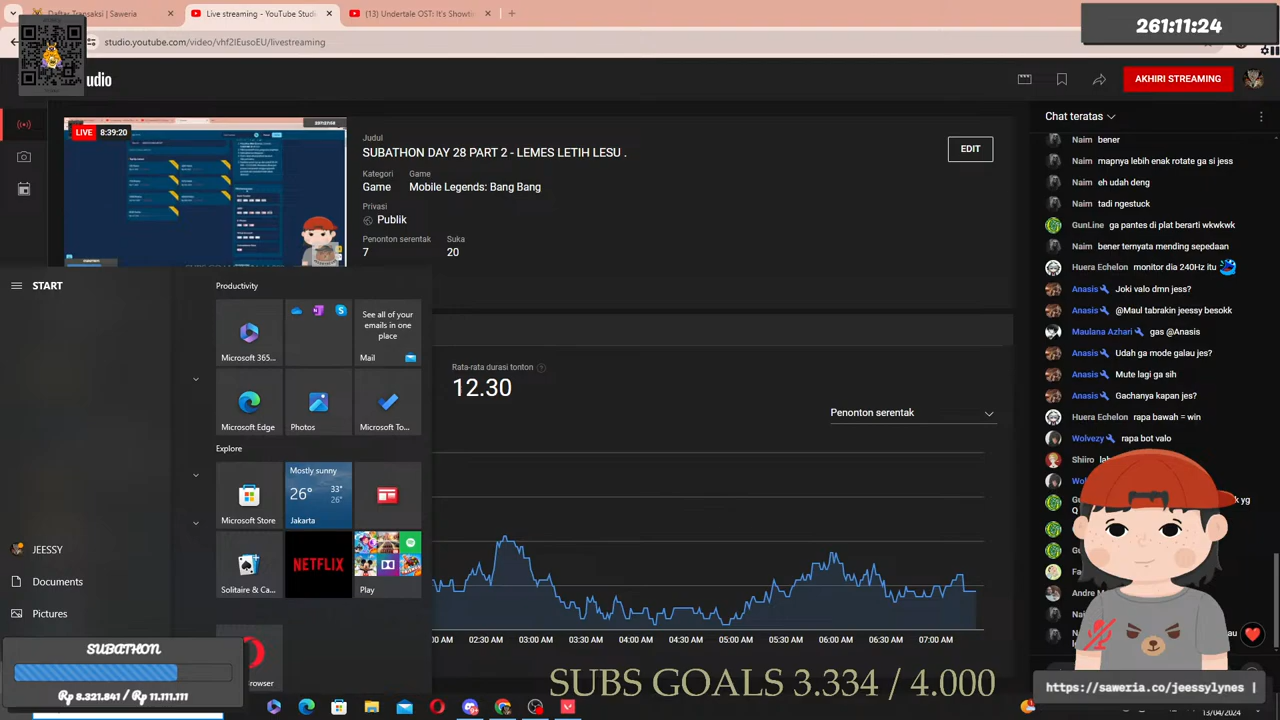 Daftar Transaksi | Saweria
Live streaming - YouTube Studio
(13) Undertale OST: It's Showtim
261:11:24
studio.youtube.com/video/vhf2IEusoEU/livestreaming
udio
AKHIRI STREAMING
LIVE 8:39:20
Judul
EDIT
Kategori Game
Game Mobile Legends: Bang Bang
Privasi
Publik
Penonton serentak Suka
7 20
START
Productivity
Microsoft 365...
See all of your emails in one place
Mail
Microsoft Edge
Photos
Microsoft To...
Explore
Microsoft Store
Mostly sunny
26° 33° 26°
Jakarta
Solitaire & Ca...
NETFLIX
Play
JEESSY
Documents
Pictures
Rata-rata durasi tonton
12.30
Penonton serentak
02:30 AM 03:00 AM 03:30 AM 04:00 AM 04:30 AM 05:00 AM 05:30 AM 06:00 AM 06:30 AM 07:00 AM
Chat teratas
Naim bener
Naim mapnya lebih enak rotate ga si jess
Naim eh udah deng
Naim tadi ngestuck
GunLine ga pantes di plat berarti wkwkwk
Naim bener ternyata mending sepedaan
Huera Echelon monitor dia 240Hz itu
Anasis Joki valo dmn jess?
Anasis @Maul tabrakin jeessy besokk
Maulana Azhari gas @Anasis
Anasis Udah ga mode galau jes?
Anasis Mute lagi ga sih
Anasis Gachanya kapan jes?
Huera Echelon rapa bawah = win
Wolvezy rapa bot valo
Shiiro
SUBATHON
Rp 8.321.841 / Rp 11.111.111
SUBS GOALS 3.334 / 4.000
https://saweria.co/jeessylynes |
13/04/2024